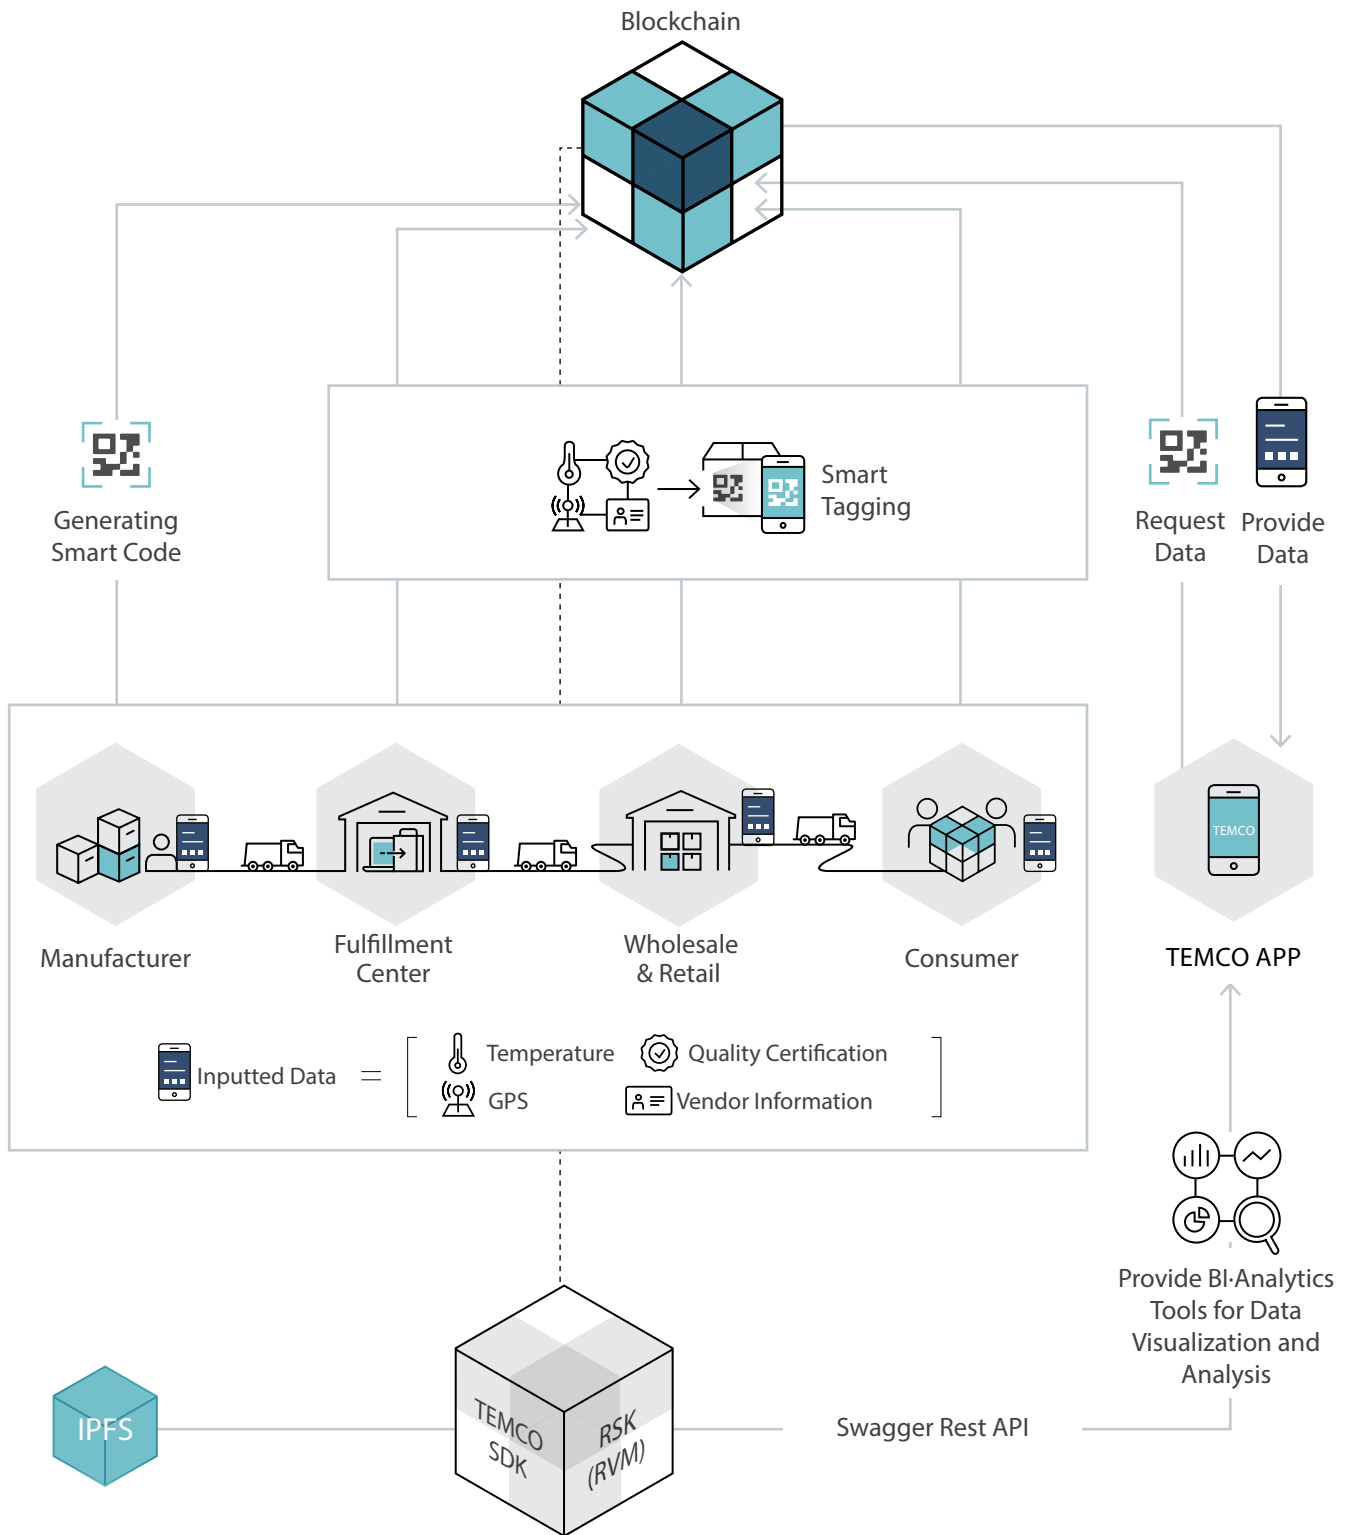 Blockchain
Generating
Smart Code
Smart
Tagging
Request
Data
Provide
Data
TEMCO
Manufacturer
Fulfillment
Center
Wholesale
& Retail
Consumer
TEMCO APP
Inputted Data =
Temperature
Quality Certification
GPS
Vendor Information
Provide BI·Analytics
Tools for Data
Visualization and
Analysis
IPFS
TEMCO
SDK
RSK
(RVM)
Swagger Rest API